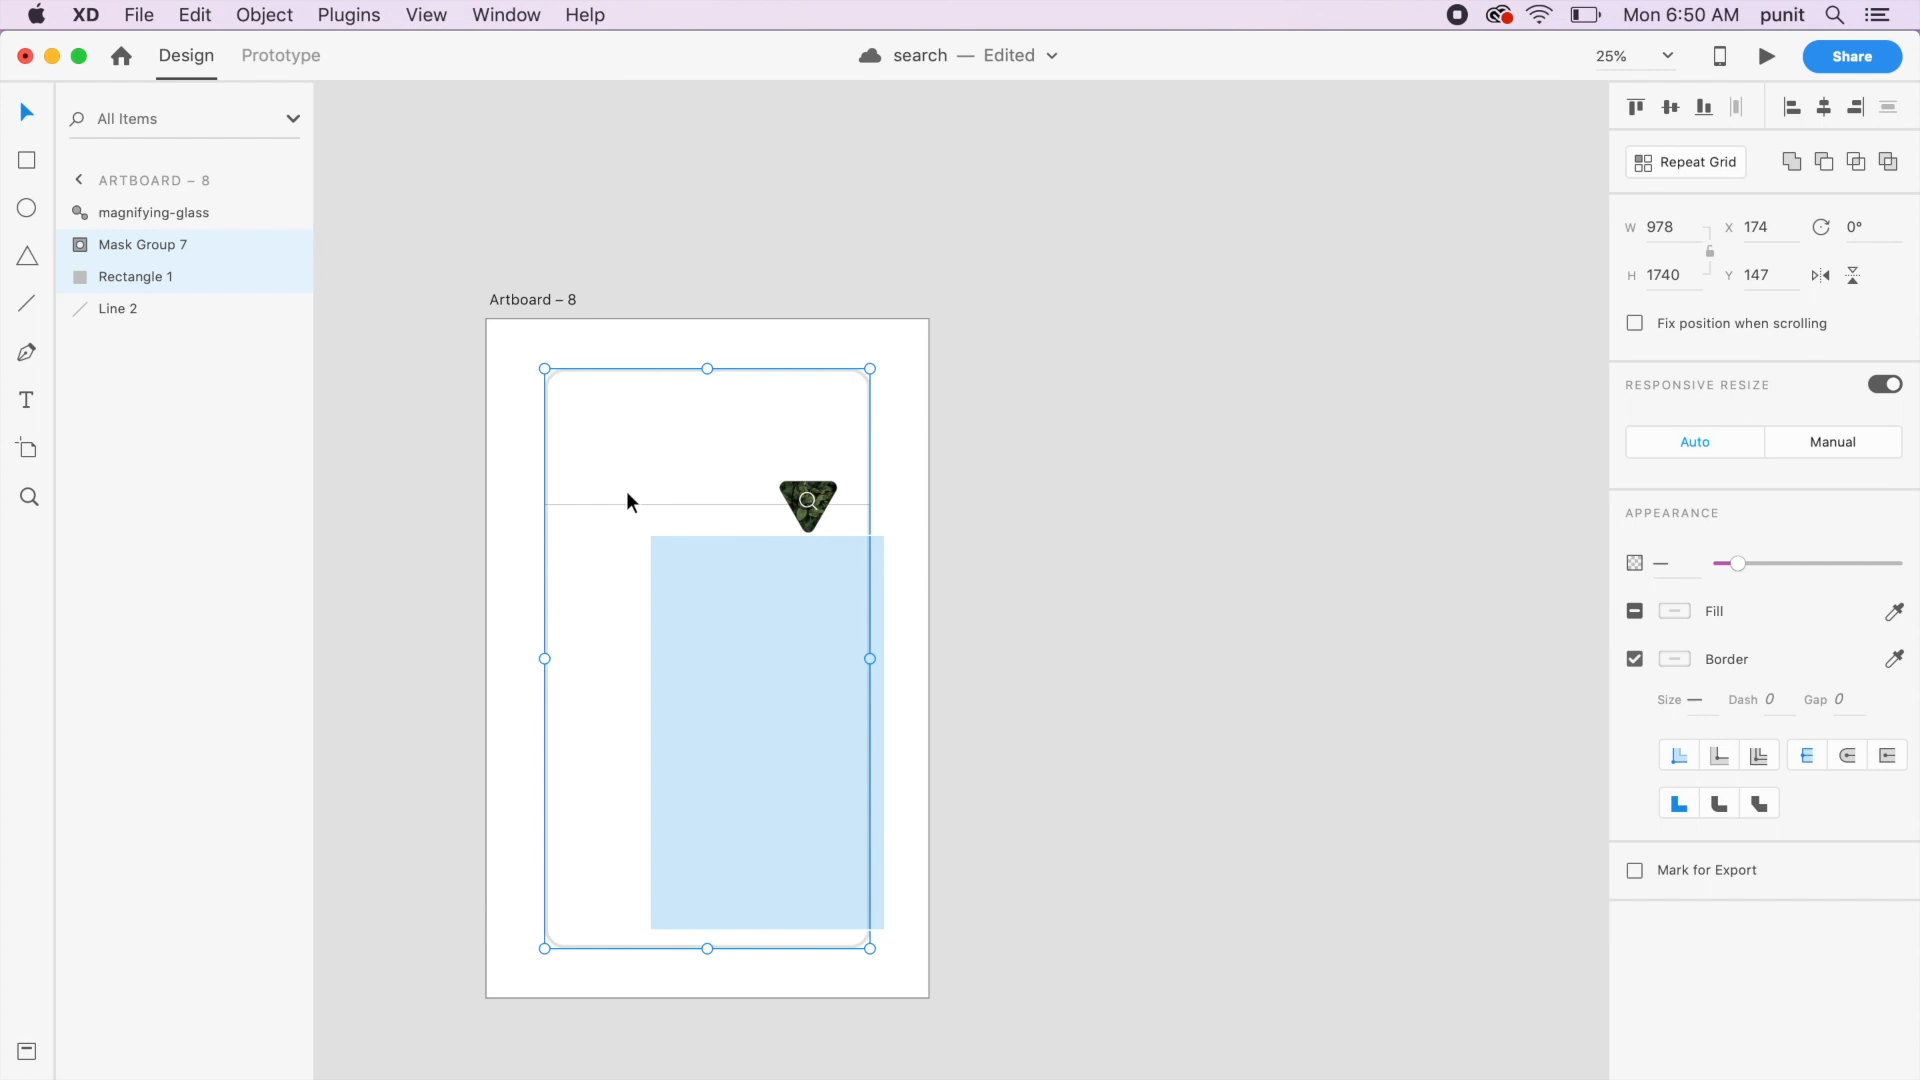 XD File Edit Object Plugins View Window Help Mon 6:50 AM punit
Design Prototype search — Edited 25% Share
All Items
ARTBOARD – 8
magnifying-glass
Mask Group 7
Rectangle 1
Line 2
Artboard – 8
Repeat Grid
W 978 X 174 0°
H 1740 Y 147
Fix position when scrolling
RESPONSIVE RESIZE
Auto Manual
APPEARANCE
Fill
Border
Size — Dash 0 Gap 0
Mark for Export